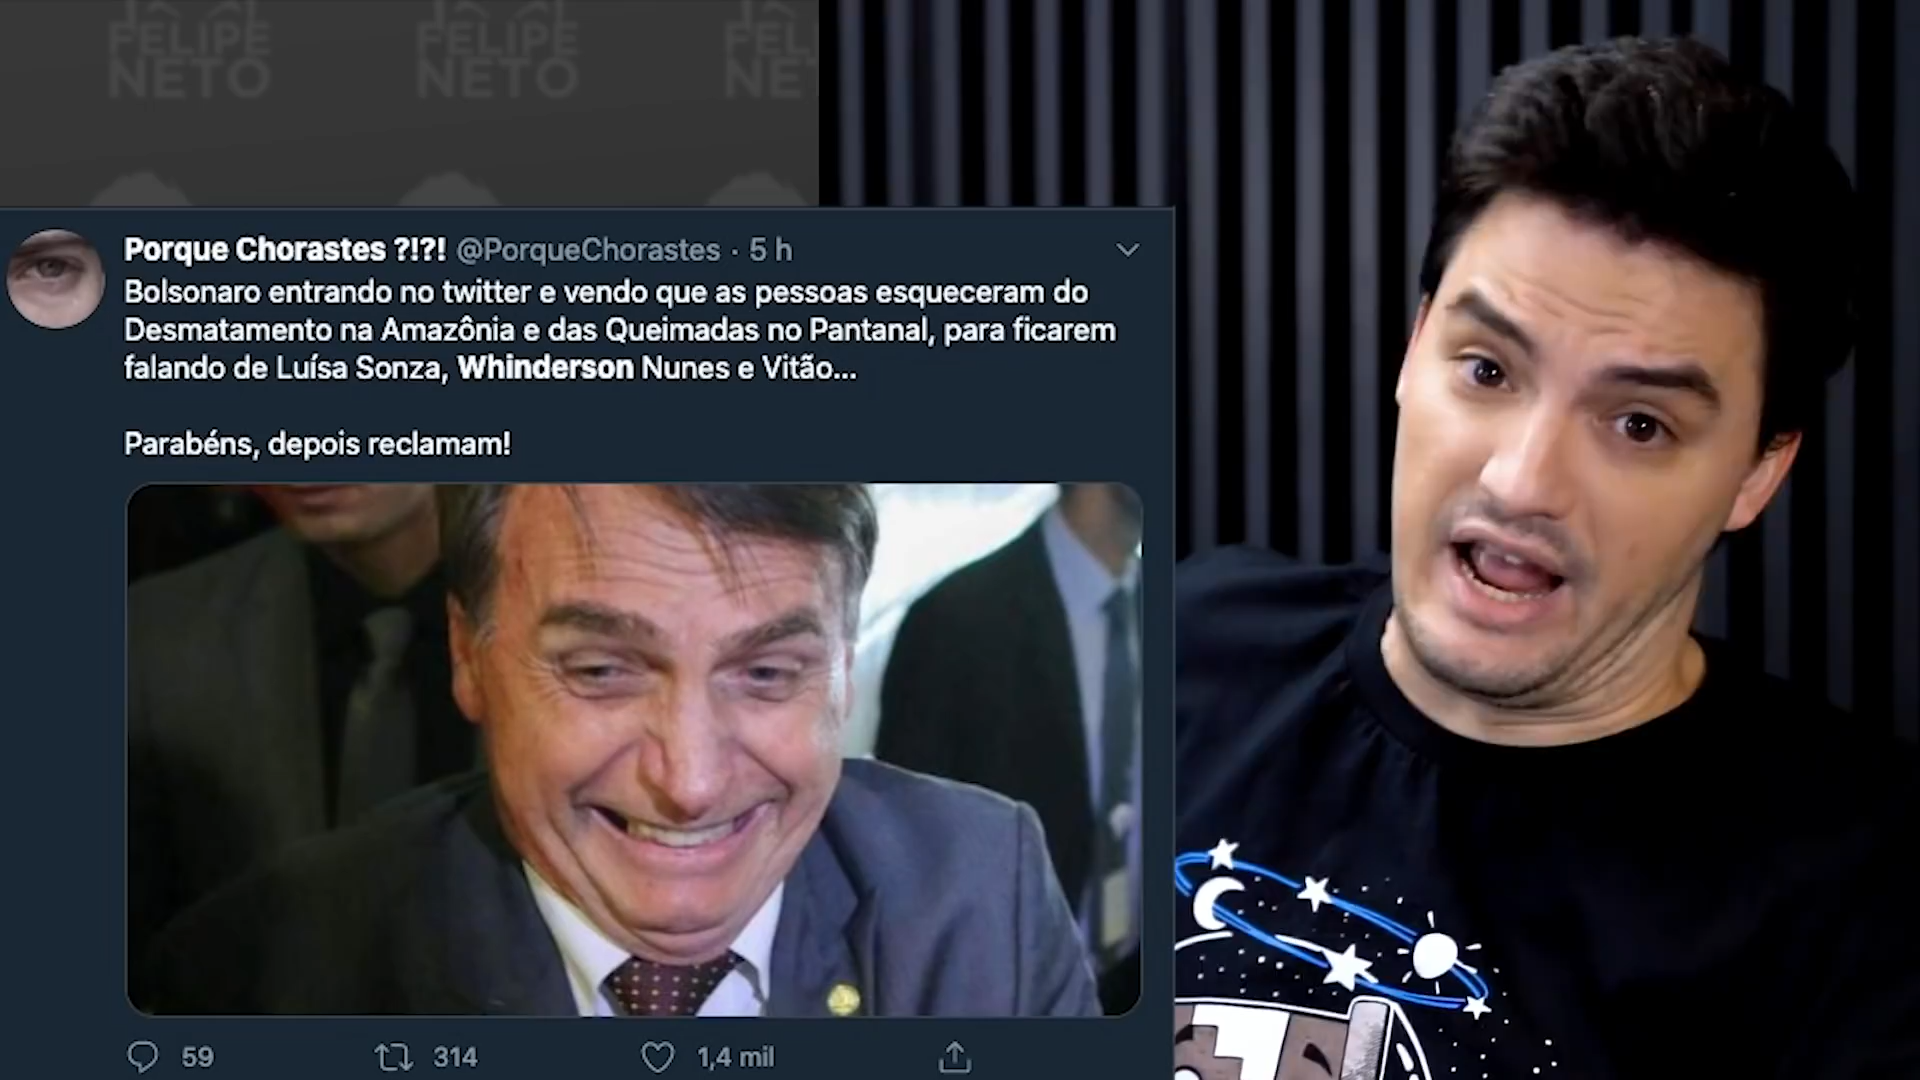 FELIPE
NETO
FELIPE
NETO
FEL
NE
Porque Chorastes ?!?! @PorqueChorastes · 5 h
Bolsonaro entrando no twitter e vendo que as pessoas esqueceram do
Desmatamento na Amazônia e das Queimadas no Pantanal, para ficarem
falando de Luísa Sonza, Whinderson Nunes e Vitão...
Parabéns, depois reclamam!
59 314 1,4 mil